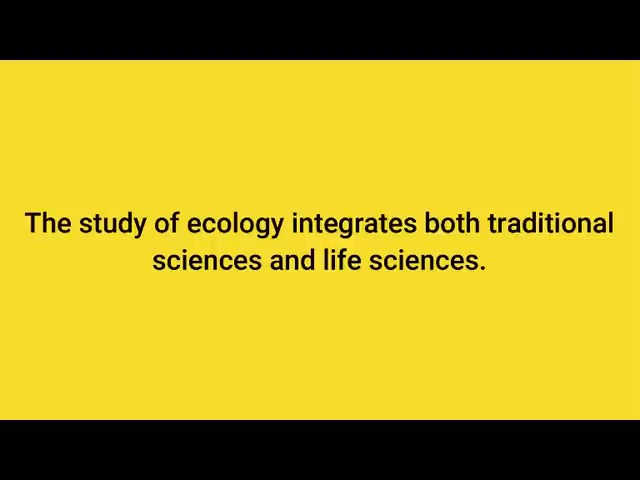 The study of ecology integrates both traditional
sciences and life sciences.